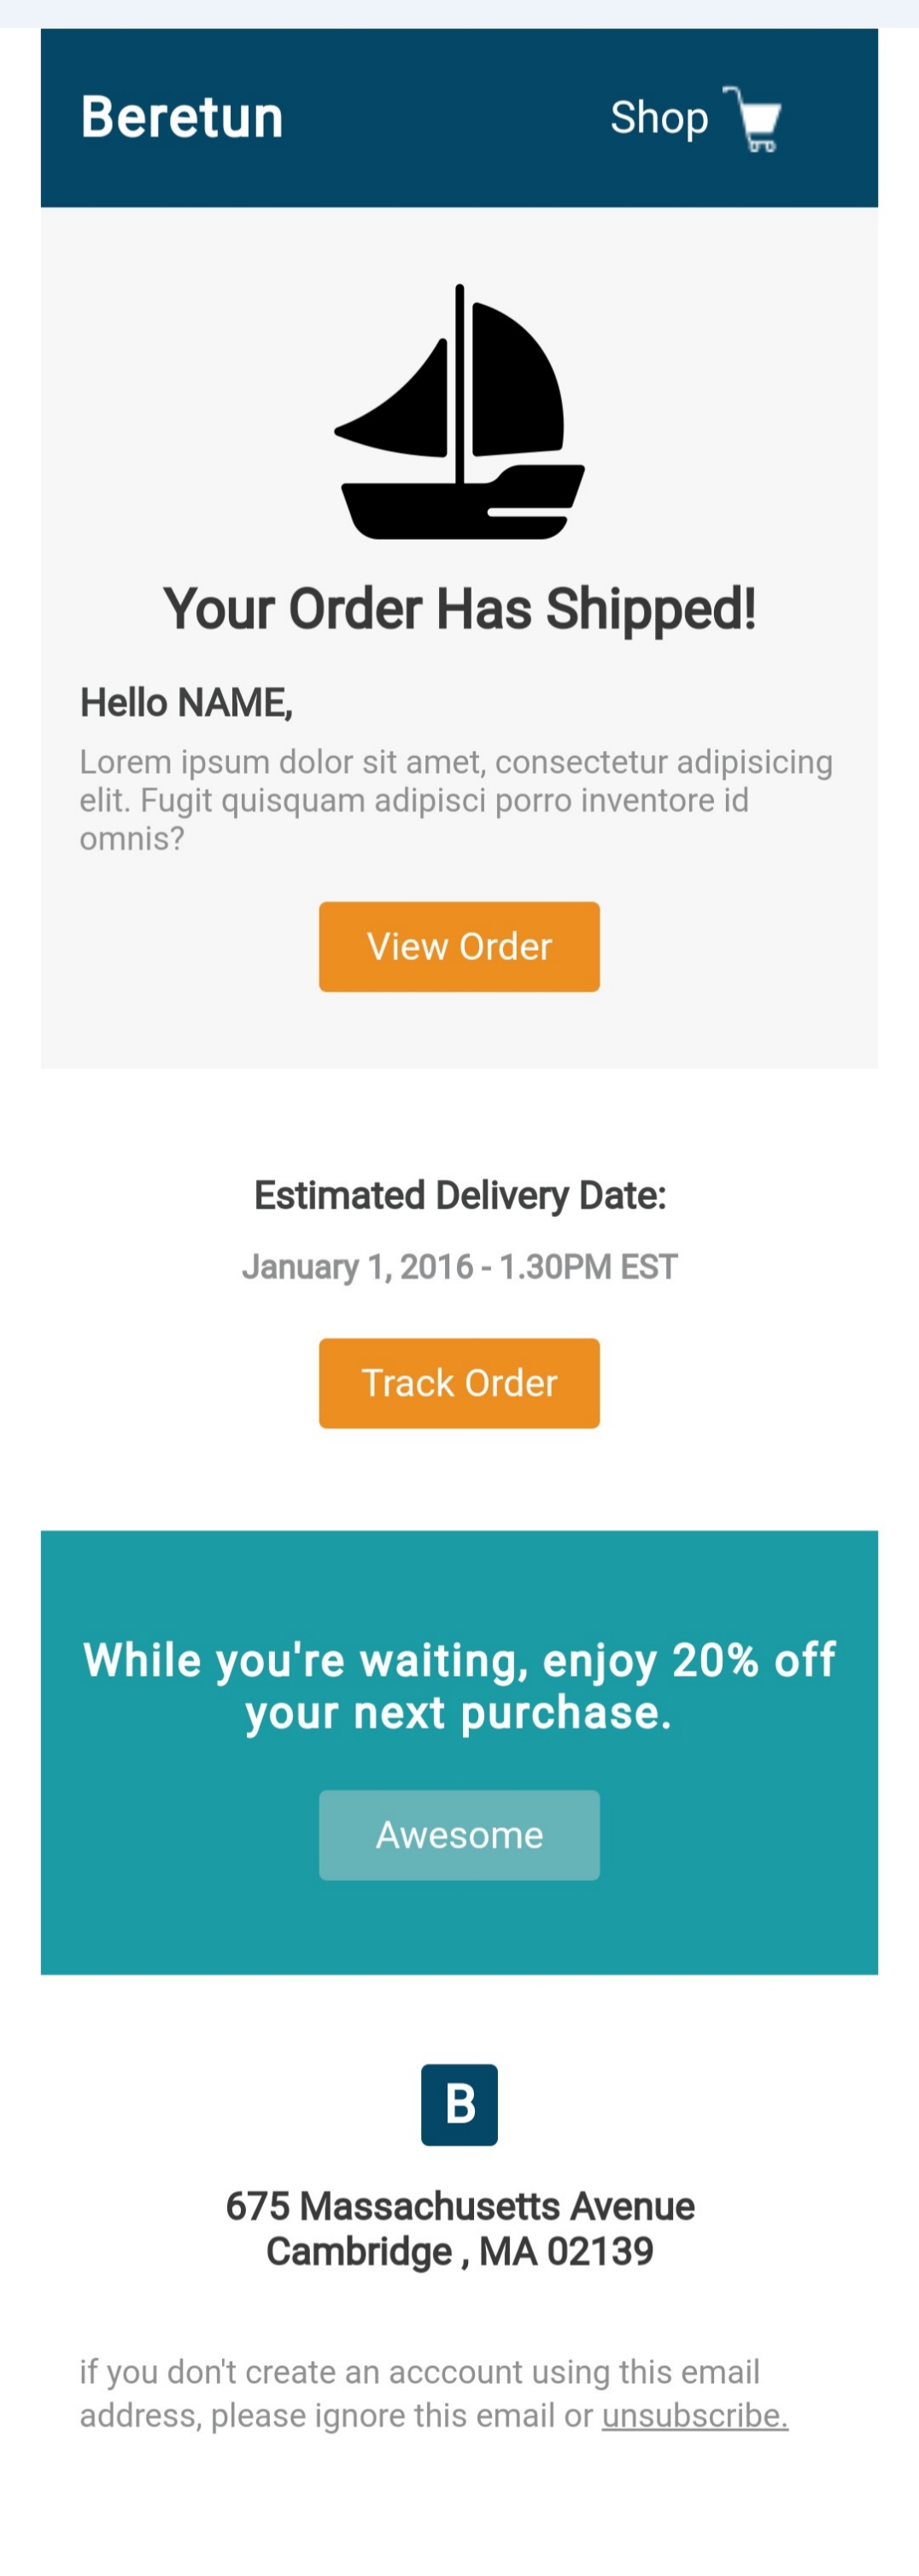 Beretun
Shop
Your Order Has Shipped!
Hello NAME,
Lorem ipsum dolor sit amet, consectetur adipisicing
elit. Fugit quisquam adipisci porro inventore id
omnis?
View Order
Estimated Delivery Date:
January 1, 2016 - 1.30PM EST
Track Order
While you're waiting, enjoy 20% off
your next purchase.
Awesome
B
675 Massachusetts Avenue
Cambridge , MA 02139
if you don't create an acccount using this email
address, please ignore this email or unsubscribe.